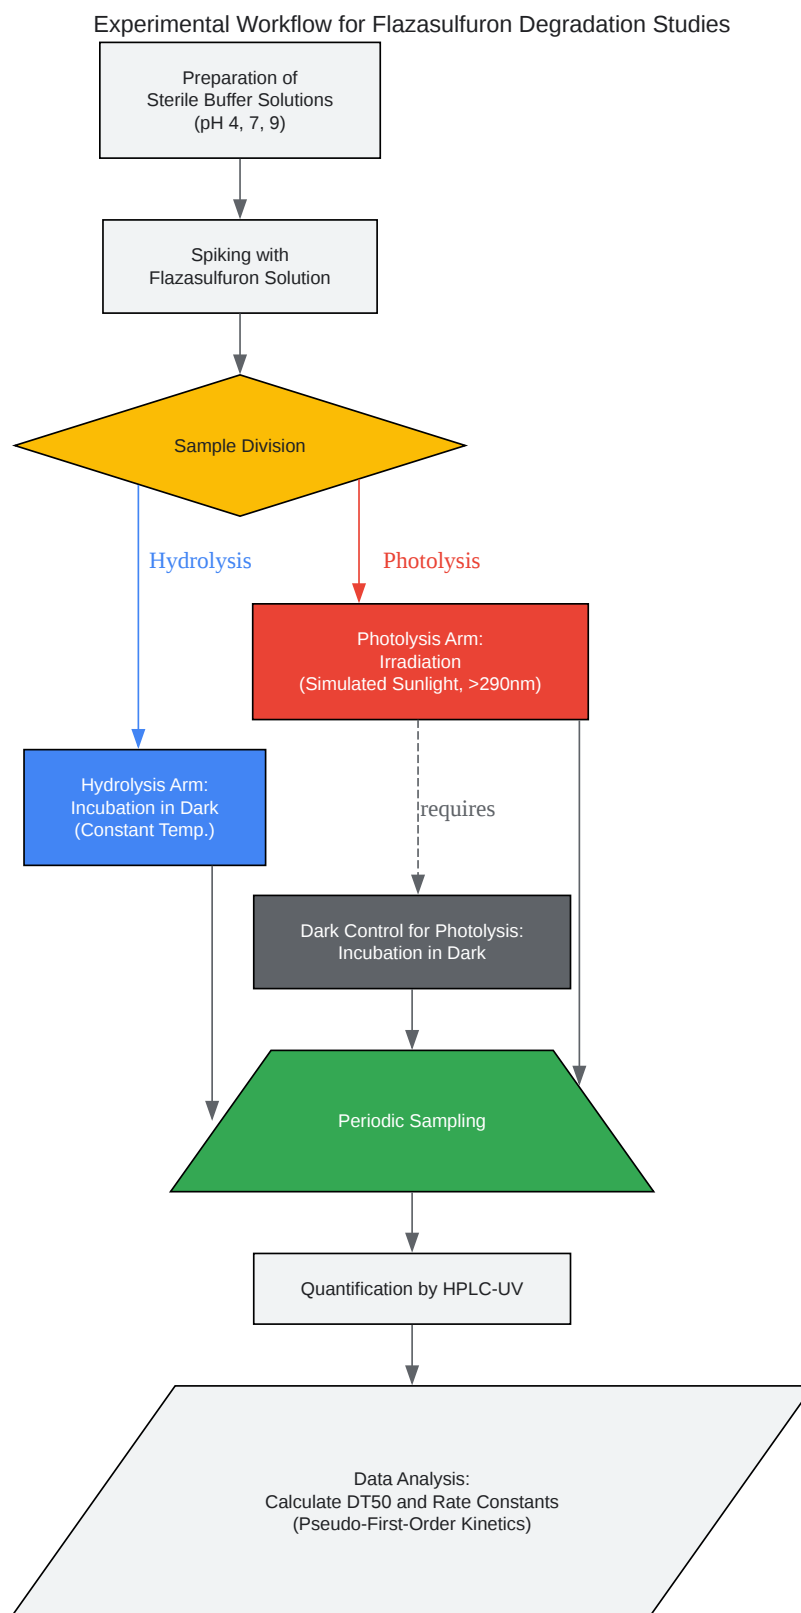 Experimental Workflow for Flazasulfuron Degradation Studies
Preparation of
Sterile Buffer Solutions
(pH 4, 7, 9)
Spiking with
Flazasulfuron Solution
Sample Division
Hydrolysis
Photolysis
Photolysis Arm:
Irradiation
(Simulated Sunlight, >290nm)
Hydrolysis Arm:
Incubation in Dark
(Constant Temp.)
requires
Dark Control for Photolysis:
Incubation in Dark
Periodic Sampling
Quantification by HPLC-UV
Data Analysis:
Calculate DT50 and Rate Constants
(Pseudo-First-Order Kinetics)